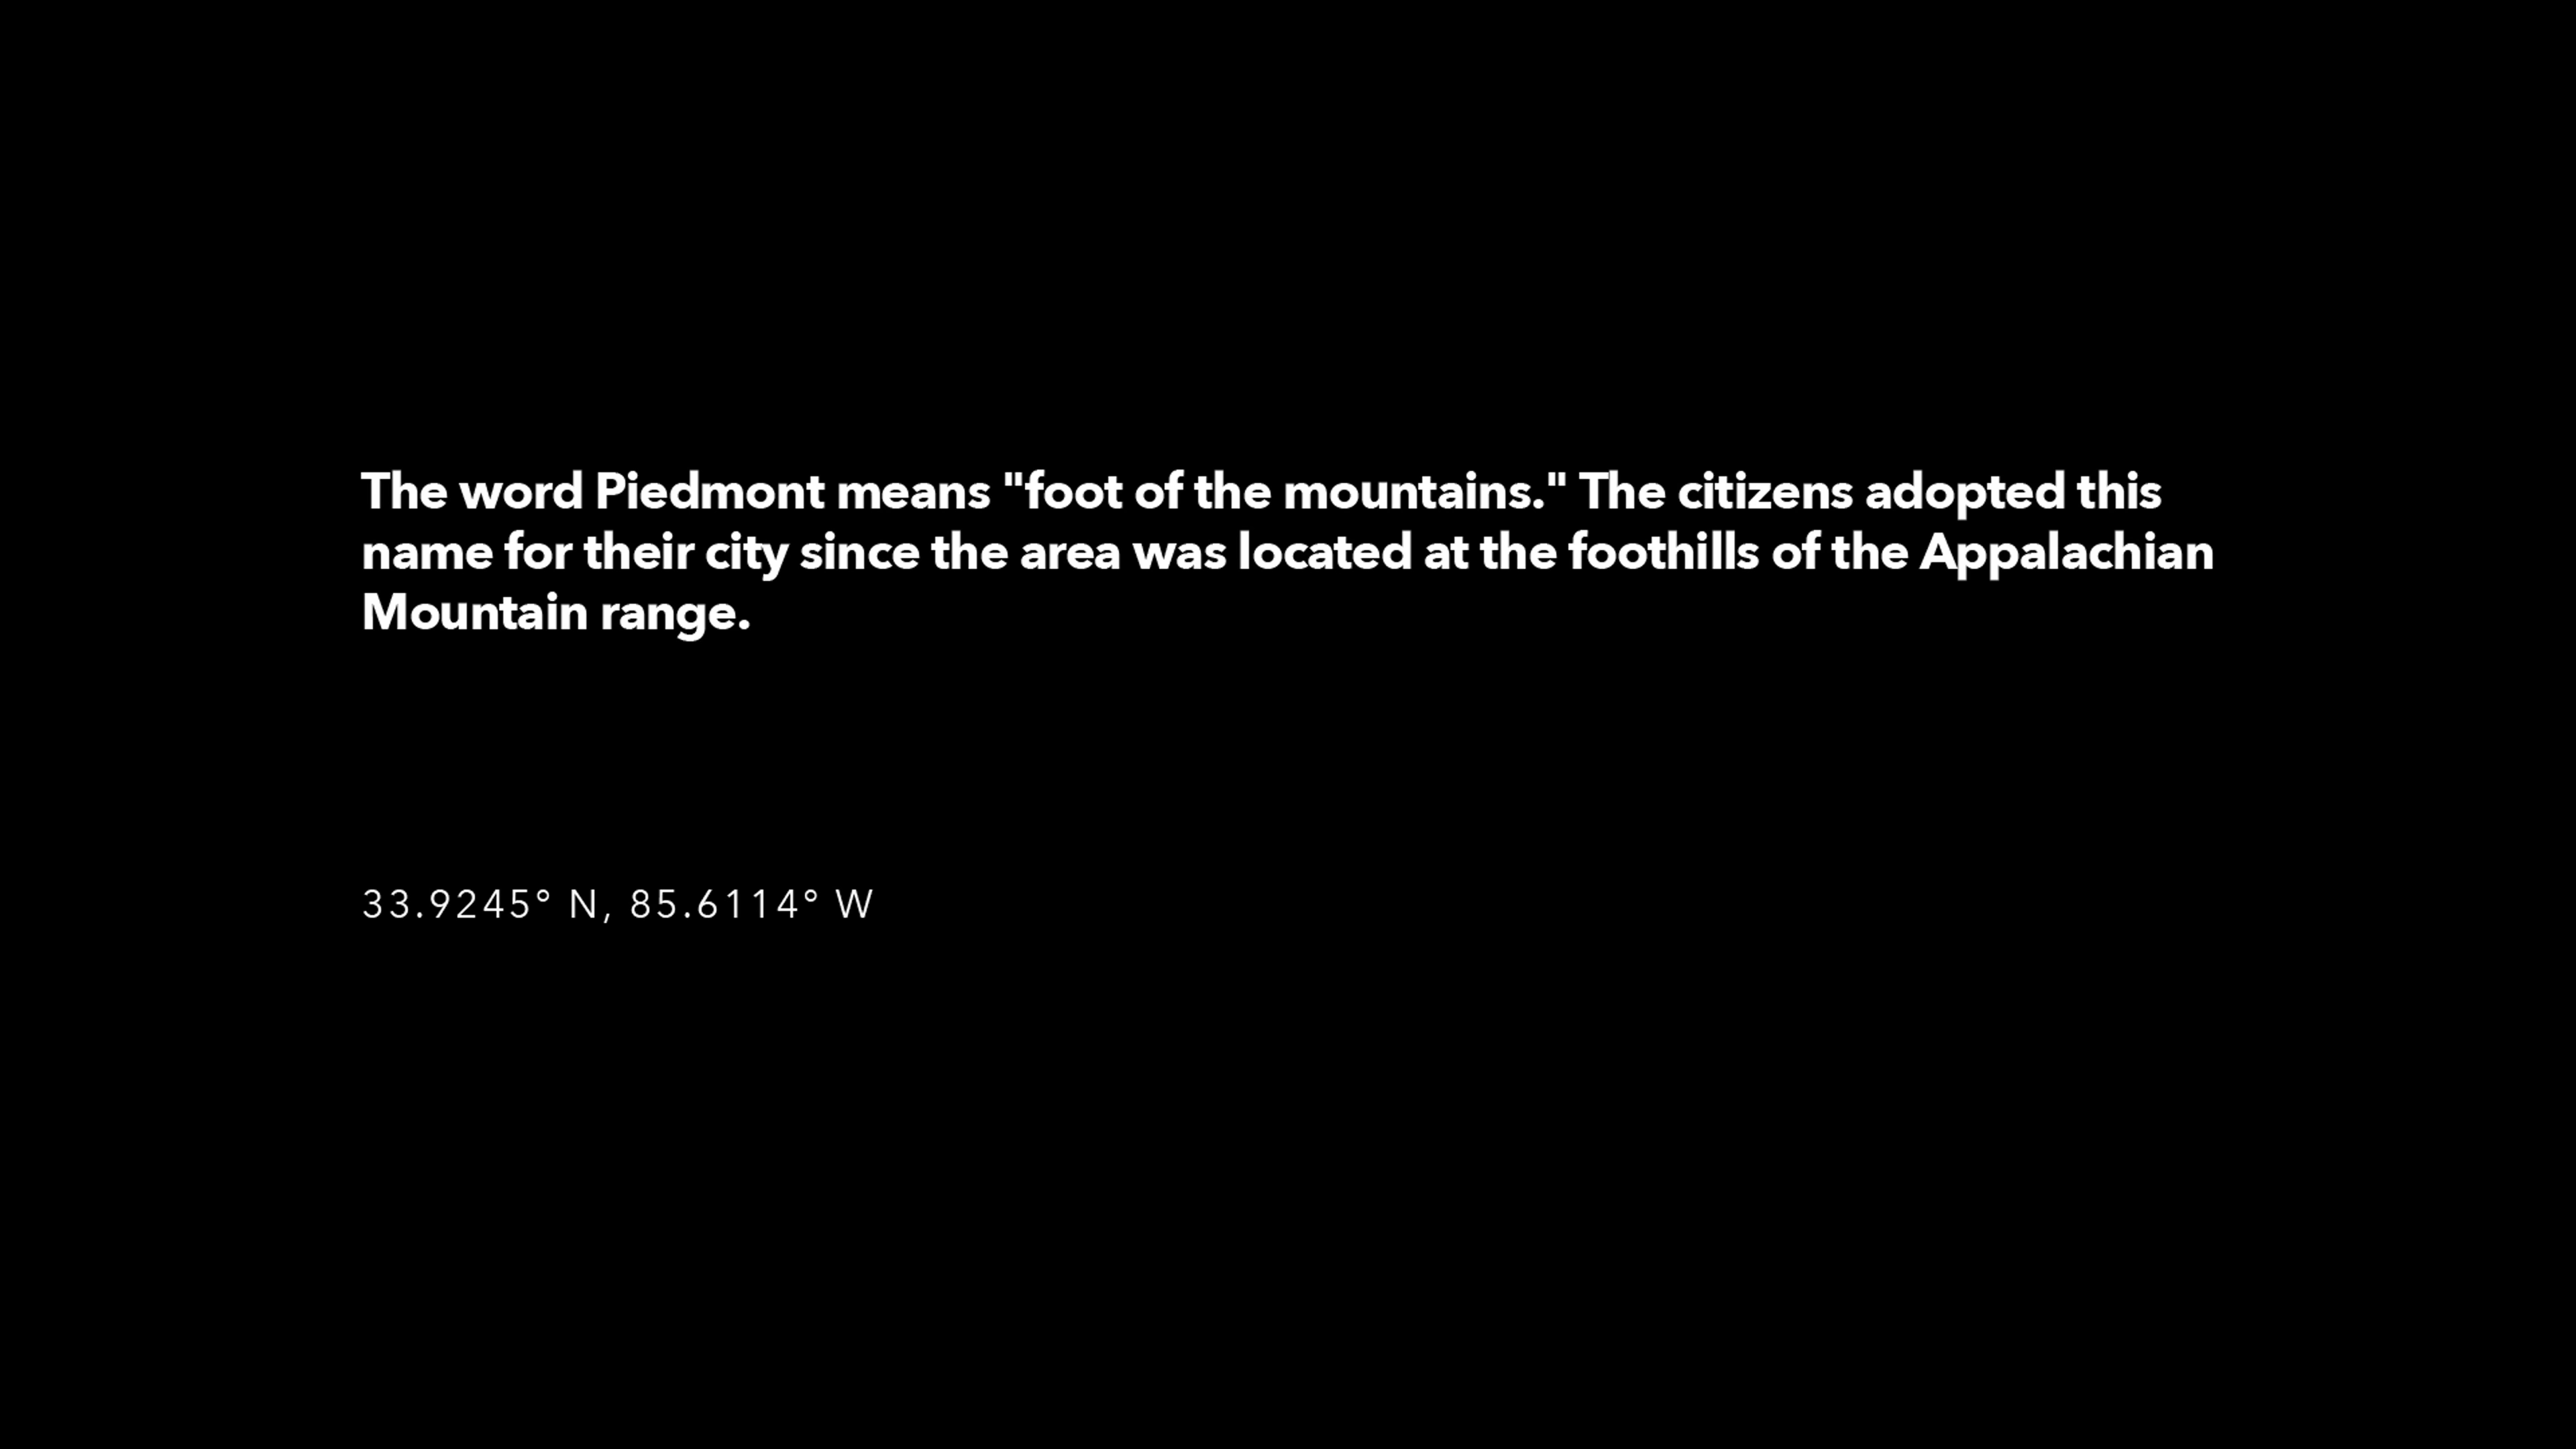 The word Piedmont means "foot of the mountains." The citizens adopted this
name for their city since the area was located at the foothills of the Appalachian
Mountain range.
33.9245° N, 85.6114° W